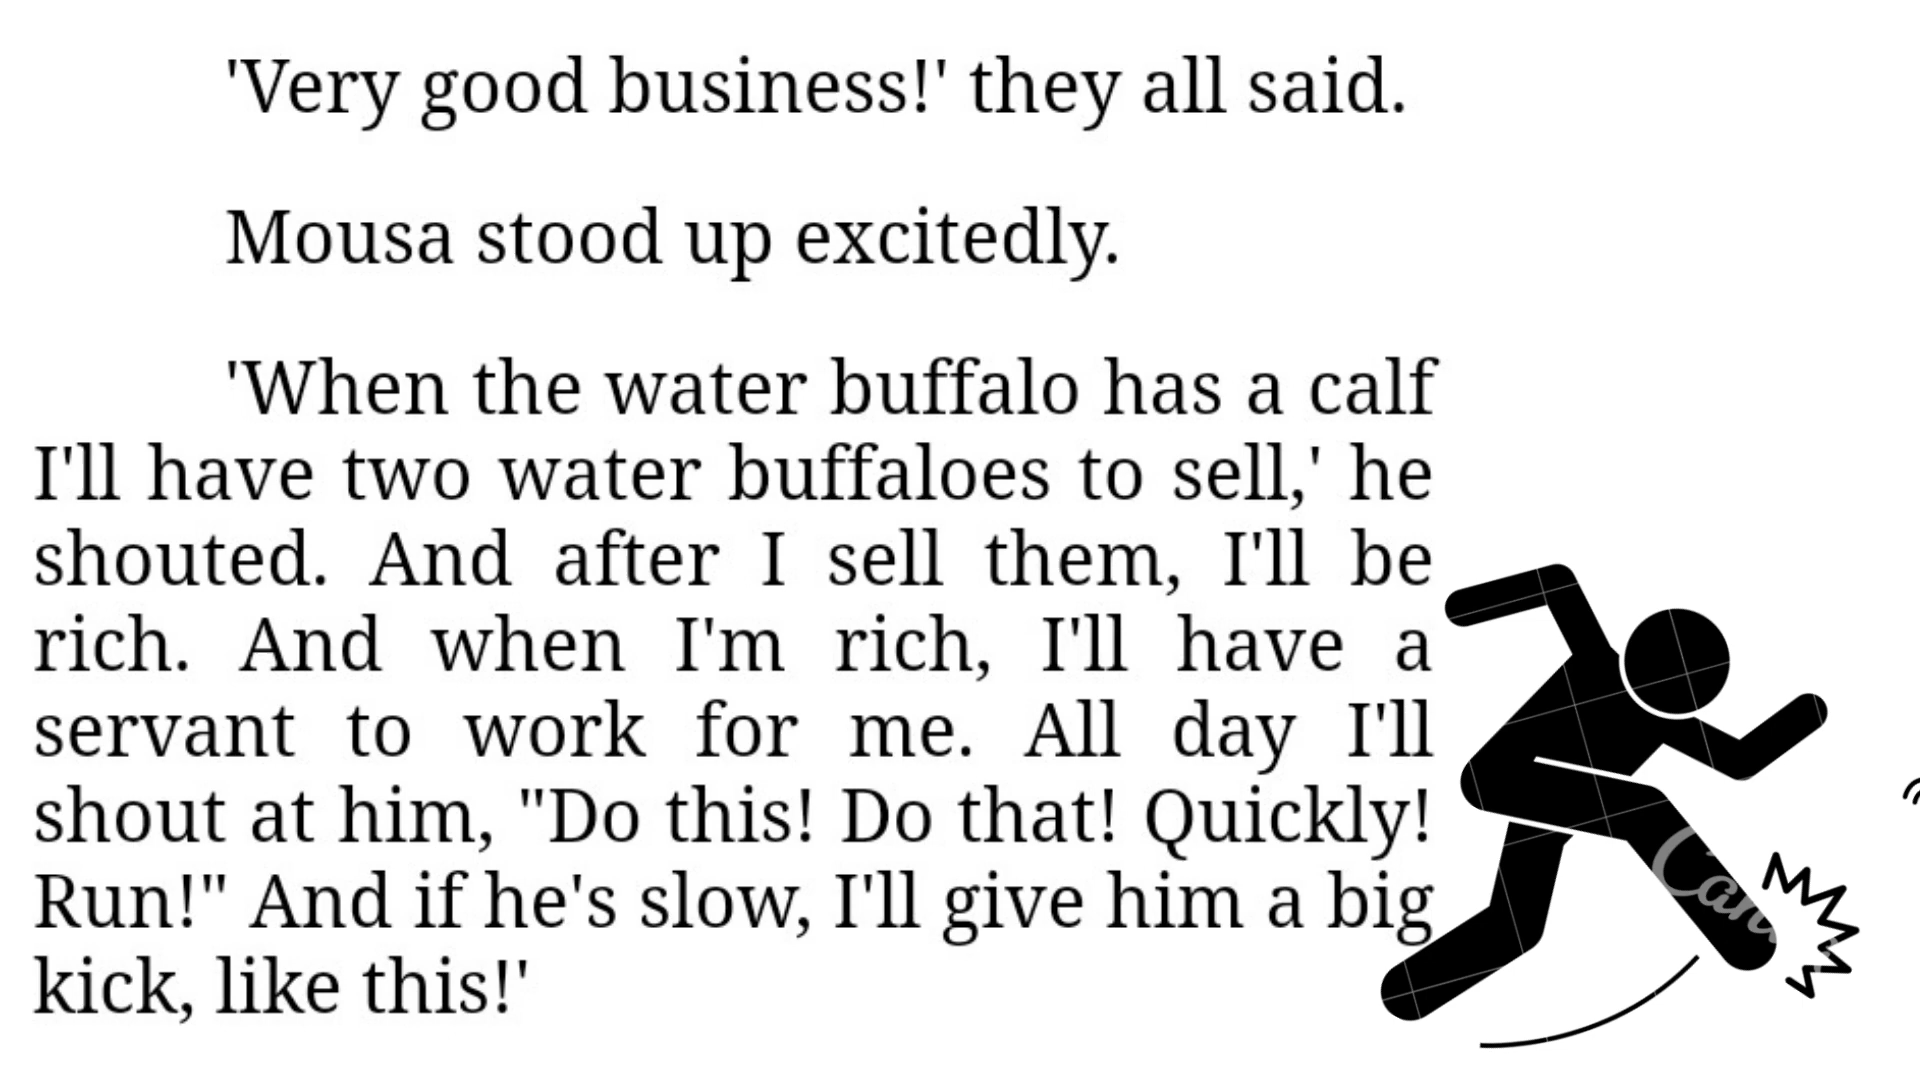 'Very good business!' they all said.
Mousa stood up excitedly.
'When the water buffalo has a calf
I'll have two water buffaloes to sell,' he
shouted. And after I sell them, I'll be
rich. And when I'm rich, I'll have a
servant to work for me. All day I'll
shout at him, "Do this! Do that! Quickly!
Run!" And if he's slow, I'll give him a big
kick, like this!'